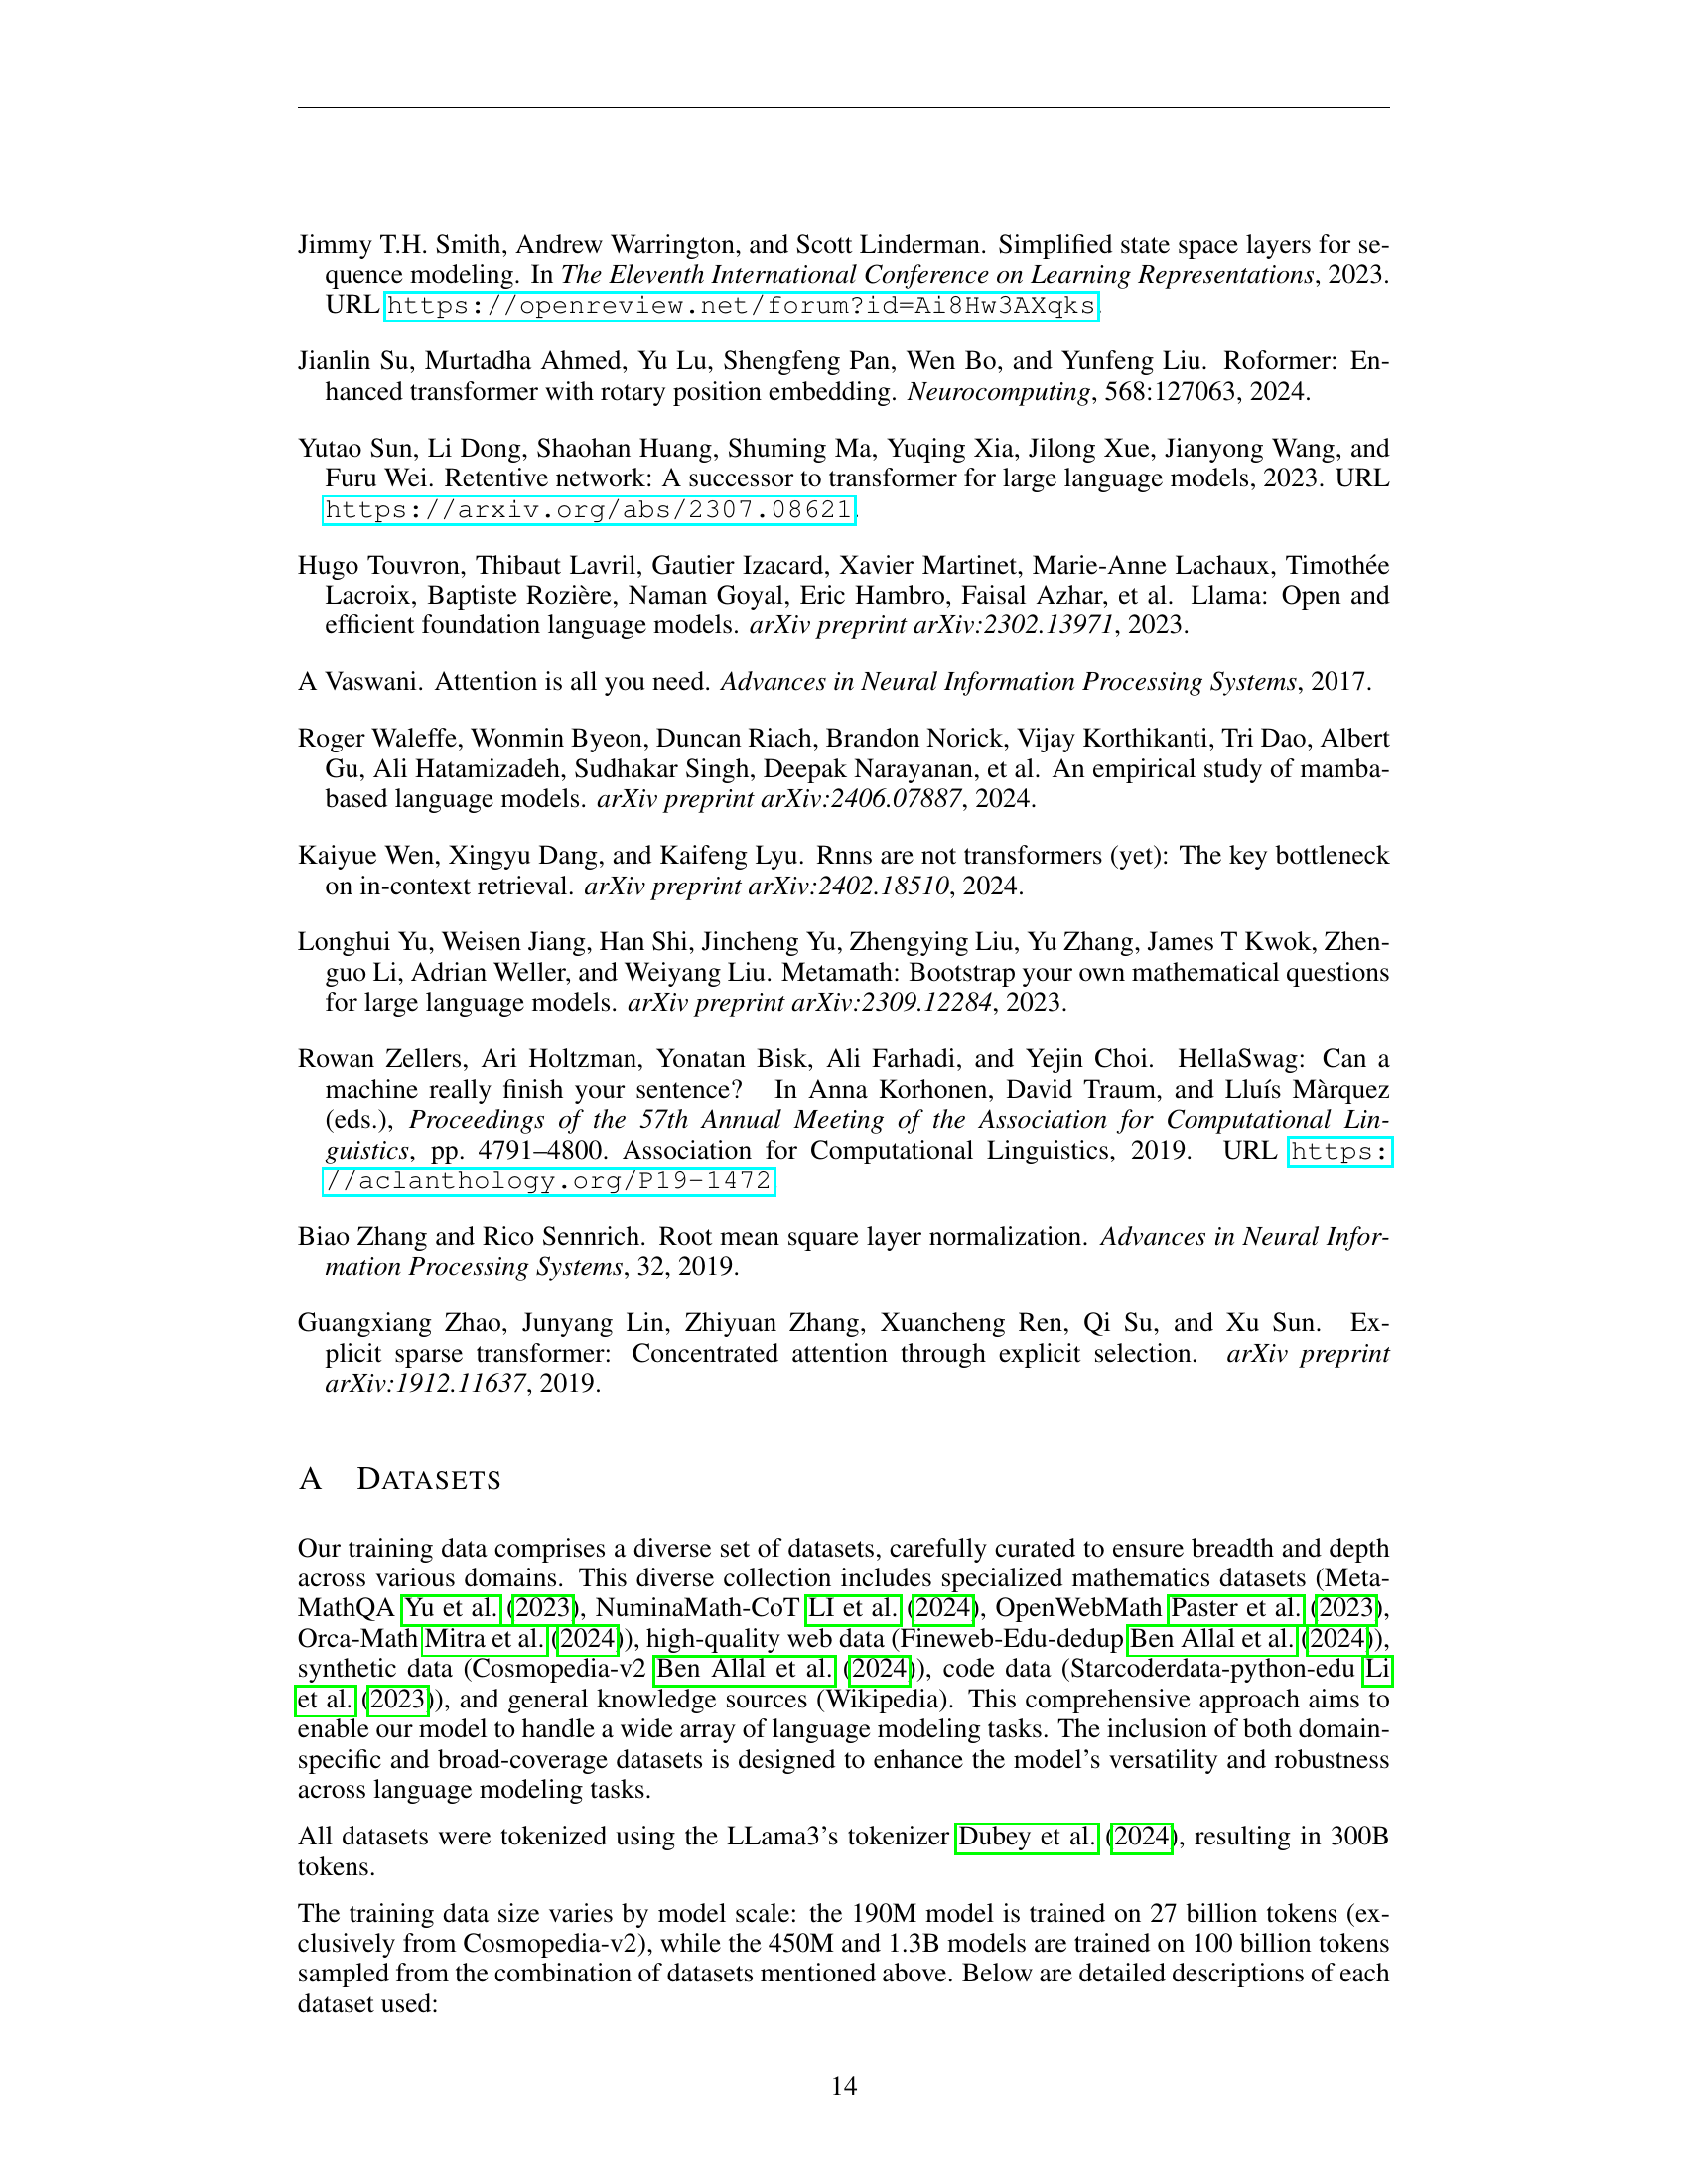 Jimmy T.H. Smith, Andrew Warrington, and Scott Linderman. Simplified state space layers for se-
quence modeling. In The Eleventh International Conference on Learning Representations, 2023.
URL https://openreview.net/forum?id=Ai8Hw3AXqks.
Jianlin Su, Murtadha Ahmed, Yu Lu, Shengfeng Pan, Wen Bo, and Yunfeng Liu. Roformer: En-
hanced transformer with rotary position embedding. Neurocomputing, 568:127063, 2024.
Yutao Sun, Li Dong, Shaohan Huang, Shuming Ma, Yuqing Xia, Jilong Xue, Jianyong Wang, and
Furu Wei. Retentive network: A successor to transformer for large language models, 2023. URL
https://arxiv.org/abs/2307.08621.
Hugo Touvron, Thibaut Lavril, Gautier Izacard, Xavier Martinet, Marie-Anne Lachaux, Timothée
Lacroix, Baptiste Rozière, Naman Goyal, Eric Hambro, Faisal Azhar, et al. Llama: Open and
efficient foundation language models. arXiv preprint arXiv:2302.13971, 2023.
A Vaswani. Attention is all you need. Advances in Neural Information Processing Systems, 2017.
Roger Waleffe, Wonmin Byeon, Duncan Riach, Brandon Norick, Vijay Korthikanti, Tri Dao, Albert
Gu, Ali Hatamizadeh, Sudhakar Singh, Deepak Narayanan, et al. An empirical study of mamba-
based language models. arXiv preprint arXiv:2406.07887, 2024.
Kaiyue Wen, Xingyu Dang, and Kaifeng Lyu. Rnns are not transformers (yet): The key bottleneck
on in-context retrieval. arXiv preprint arXiv:2402.18510, 2024.
Longhui Yu, Weisen Jiang, Han Shi, Jincheng Yu, Zhengying Liu, Yu Zhang, James T Kwok, Zhen-
guo Li, Adrian Weller, and Weiyang Liu. Metamath: Bootstrap your own mathematical questions
for large language models. arXiv preprint arXiv:2309.12284, 2023.
Rowan Zellers, Ari Holtzman, Yonatan Bisk, Ali Farhadi, and Yejin Choi. HellaSwag: Can a
machine really finish your sentence? In Anna Korhonen, David Traum, and Lluís Màrquez
(eds.), Proceedings of the 57th Annual Meeting of the Association for Computational Lin-
guistics, pp. 4791–4800. Association for Computational Linguistics, 2019. URL https:
//aclanthology.org/P19-1472
Biao Zhang and Rico Sennrich. Root mean square layer normalization. Advances in Neural Infor-
mation Processing Systems, 32, 2019.
Guangxiang Zhao, Junyang Lin, Zhiyuan Zhang, Xuancheng Ren, Qi Su, and Xu Sun. Ex-
plicit sparse transformer: Concentrated attention through explicit selection. arXiv preprint
arXiv:1912.11637, 2019.
A DATASETS
Our training data comprises a diverse set of datasets, carefully curated to ensure breadth and depth
across various domains. This diverse collection includes specialized mathematics datasets (Meta-
MathQA Yu et al. (2023), NuminaMath-CoT LI et al. (2024), OpenWebMath Paster et al. (2023),
Orca-Math Mitra et al. (2024)), high-quality web data (Fineweb-Edu-dedup Ben Allal et al. (2024)),
synthetic data (Cosmopedia-v2 Ben Allal et al. (2024)), code data (Starcoderdata-python-edu Li
et al. (2023)), and general knowledge sources (Wikipedia). This comprehensive approach aims to
enable our model to handle a wide array of language modeling tasks. The inclusion of both domain-
specific and broad-coverage datasets is designed to enhance the model's versatility and robustness
across language modeling tasks.
All datasets were tokenized using the LLama3's tokenizer Dubey et al. (2024), resulting in 300B
tokens.
The training data size varies by model scale: the 190M model is trained on 27 billion tokens (ex-
clusively from Cosmopedia-v2), while the 450M and 1.3B models are trained on 100 billion tokens
sampled from the combination of datasets mentioned above. Below are detailed descriptions of each
dataset used:
14